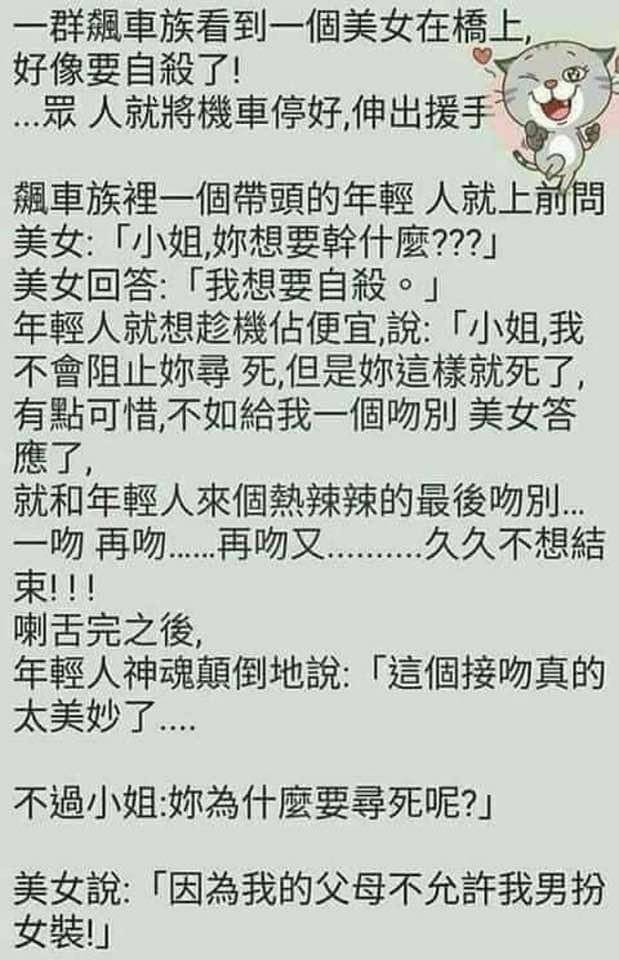 一群飆車族看到一個美女在橋上,
好像要自殺了!
...眾 人就將機車停好,伸出援手
飆車族裡一個帶頭的年輕 人就上前問
美女:「小姐,妳想要幹什麼???」
美女回答:「我想要自殺。」
年輕人就想趁機佔便宜,說:「小姐,我
不會阻止妳尋 死,但是妳這樣就死了,
有點可惜,不如給我一個吻別 美女答
應了,
就和年輕人來個熱辣辣的最後吻別...
一吻 再吻......再吻又..........久久不想結
束!!!
喇舌完之後,
年輕人神魂顛倒地說:「這個接吻真的
太美妙了....
不過小姐:妳為什麼要尋死呢?」
美女說:「因為我的父母不允許我男扮
女裝!」